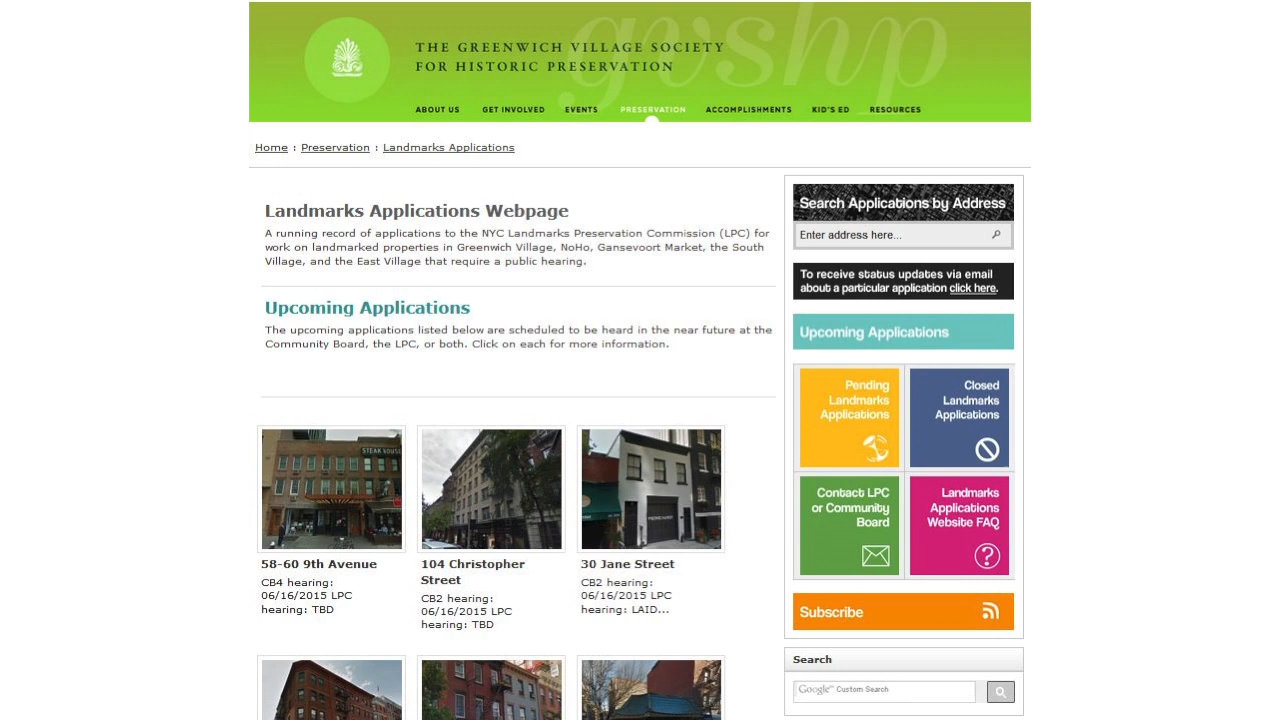 gvshp
THE GREENWICH VILLAGE SOCIETY
FOR HISTORIC PRESERVATION
ABOUT US GET INVOLVED EVENTS PRESERVATION ACCOMPLISHMENTS KID'S ED RESOURCES
Home : Preservation : Landmarks Applications
Landmarks Applications Webpage
A running record of applications to the NYC Landmarks Preservation Commission (LPC) for
work on landmarked properties in Greenwich Village, NoHo, Gansevoort Market, the South
Village, and the East Village that require a public hearing.
Upcoming Applications
The upcoming applications listed below are scheduled to be heard in the near future at the
Community Board, the LPC, or both. Click on each for more information.
STEAK HOUSE
58-60 9th Avenue
CB4 hearing:
06/16/2015 LPC
hearing: TBD
104 Christopher
Street
CB2 hearing:
06/16/2015 LPC
hearing: TBD
30 Jane Street
CB2 hearing:
06/16/2015 LPC
hearing: LAID...
Search Applications by Address
Enter address here...
To receive status updates via email
about a particular application click here.
Upcoming Applications
Pending
Landmarks
Applications
Closed
Landmarks
Applications
Contact LPC
or Community
Board
Landmarks
Applications
Website FAQ
Subscribe
Search
Google™ Custom Search